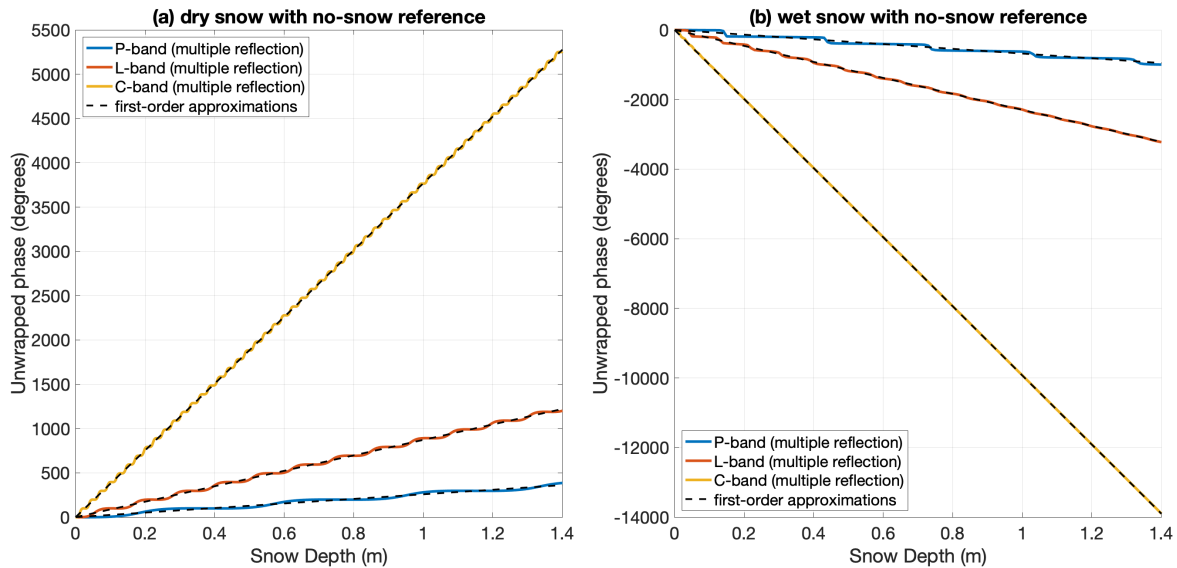 (a) dry snow with no-snow reference
5500
5000
4500
4000
3500
3000
2500
2000
1500
1000
500
0
Unwrapped phase (degrees)
P-band (multiple reflection)
L-band (multiple reflection)
C-band (multiple reflection)
first-order approximations
0 0.2 0.4 0.6 0.8 1 1.2 1.4
Snow Depth (m)
(b) wet snow with no-snow reference
0
-2000
-4000
-6000
-8000
-10000
-12000
-14000
Unwrapped phase (degrees)
P-band (multiple reflection)
L-band (multiple reflection)
C-band (multiple reflection)
first-order approximations
0 0.2 0.4 0.6 0.8 1 1.2 1.4
Snow Depth (m)